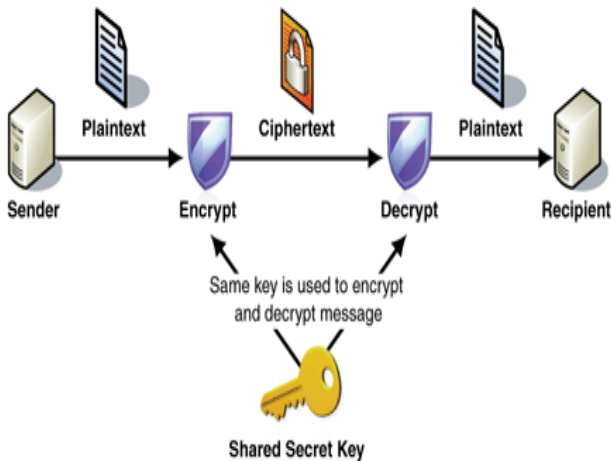 Plaintext
Ciphertext
Plaintext
Sender
Encrypt
Decrypt
Recipient
Same key is used to encrypt
and decrypt message
Shared Secret Key